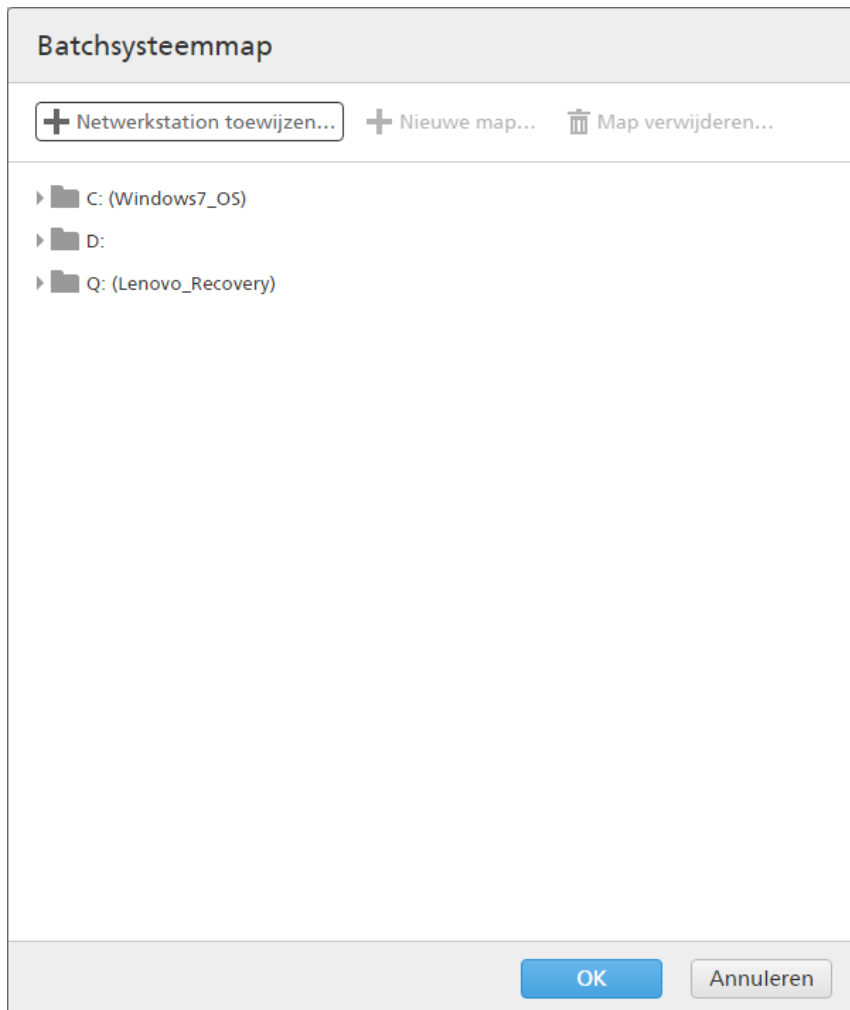 Batchsysteemmap
Netwerkstation toewijzen... Nieuwe map... Map verwijderen...
C: (Windows7_OS)
D:
Q: (Lenovo_Recovery)
OK Annuleren